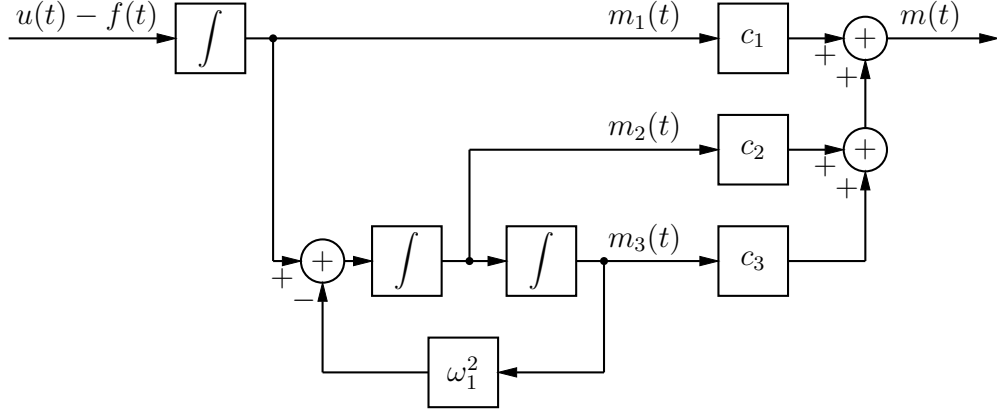 u(t) − f(t) ∫ m₁(t) c₁ + + + m(t)
m₂(t) c₂ + + +
+ + − ∫ ∫ m₃(t) c₃
ω₁²